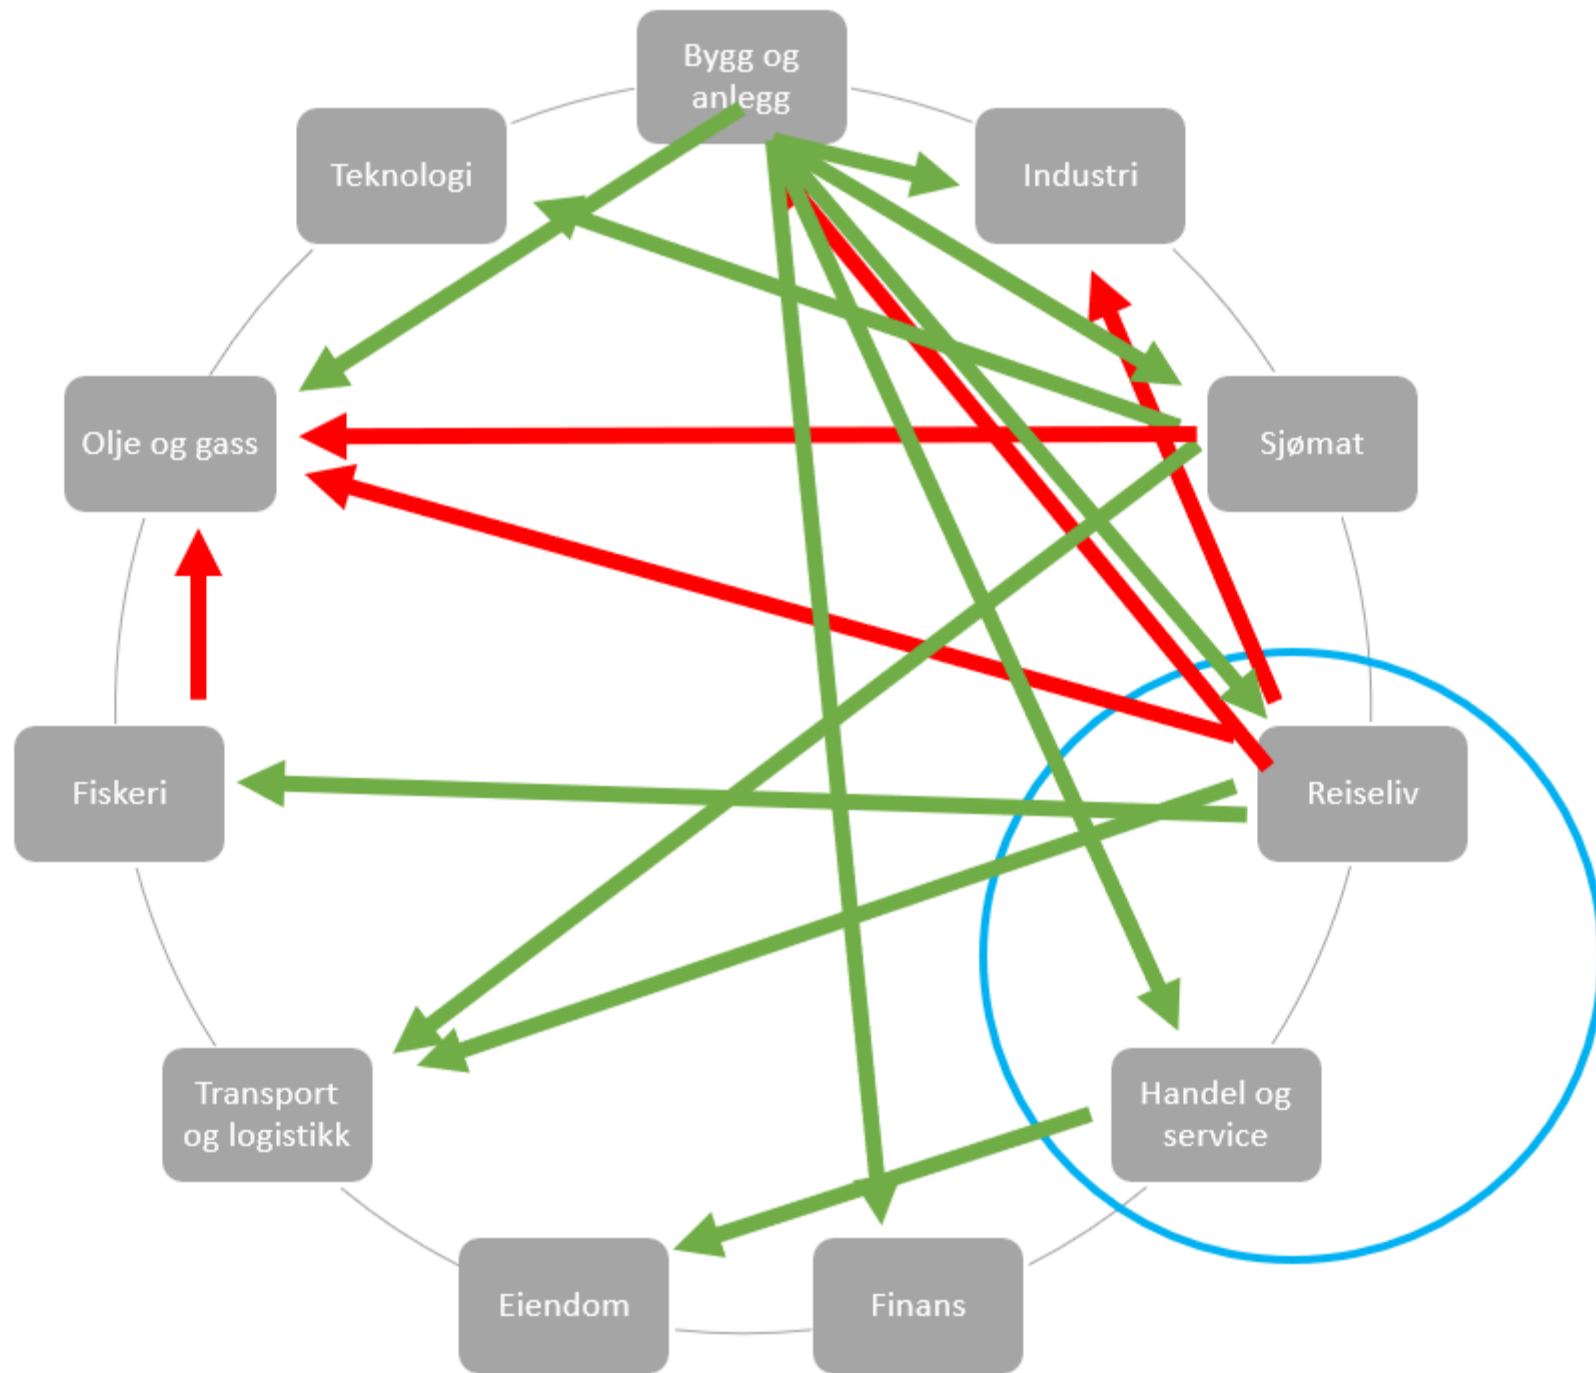 Bygg og
anlegg
Industri
Sjømat
Reiseliv
Handel og
service
Finans
Eiendom
Transport
og logistikk
Fiskeri
Olje og gass
Teknologi